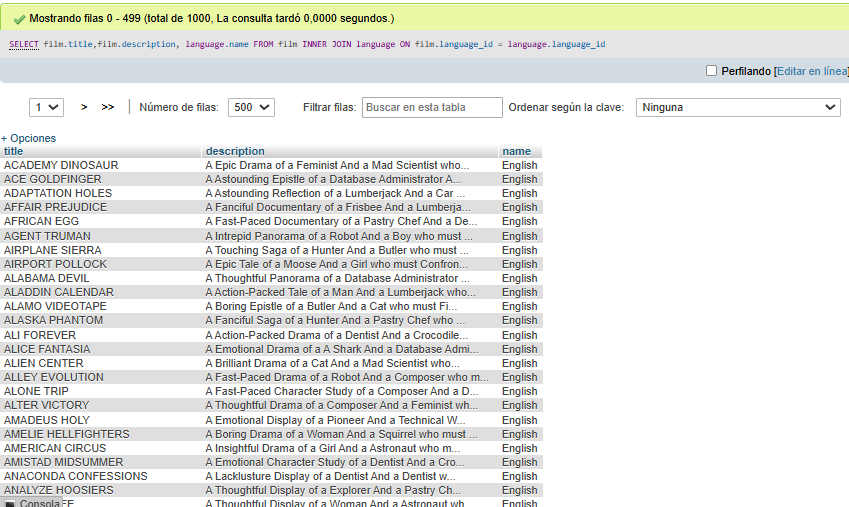 Mostrando filas 0 - 499 (total de 1000, La consulta tardó 0,0000 segundos.)
SELECT film.title,film.description, language.name FROM film INNER JOIN language ON film.language_id = language.language_id
Perfilando [Editar en línea]
1 > >> Número de filas: 500 Filtrar filas: Buscar en esta tabla Ordenar según la clave: Ninguna
+ Opciones
title description name
ACADEMY DINOSAUR A Epic Drama of a Feminist And a Mad Scientist who... English
ACE GOLDFINGER A Astounding Epistle of a Database Administrator A... English
ADAPTATION HOLES A Astounding Reflection of a Lumberjack And a Car ... English
AFFAIR PREJUDICE A Fanciful Documentary of a Frisbee And a Lumberja... English
AFRICAN EGG A Fast-Paced Documentary of a Pastry Chef And a De... English
AGENT TRUMAN A Intrepid Panorama of a Robot And a Boy who must ... English
AIRPLANE SIERRA A Touching Saga of a Hunter And a Butler who must ... English
AIRPORT POLLOCK A Epic Tale of a Moose And a Girl who must Confron... English
ALABAMA DEVIL A Thoughtful Panorama of a Database Administrator ... English
ALADDIN CALENDAR A Action-Packed Tale of a Man And a Lumberjack who... English
ALAMO VIDEOTAPE A Boring Epistle of a Butler And a Cat who must Fi... English
ALASKA PHANTOM A Fanciful Saga of a Hunter And a Pastry Chef who ... English
ALI FOREVER A Action-Packed Drama of a Dentist And a Crocodile... English
ALICE FANTASIA A Emotional Drama of a A Shark And a Database Admi... English
ALIEN CENTER A Brilliant Drama of a Cat And a Mad Scientist who... English
ALLEY EVOLUTION A Fast-Paced Drama of a Robot And a Composer who m... English
ALONE TRIP A Fast-Paced Character Study of a Composer And a D... English
ALTER VICTORY A Thoughtful Drama of a Composer And a Feminist wh... English
AMADEUS HOLY A Emotional Display of a Pioneer And a Technical W... English
AMELIE HELLFIGHTERS A Boring Drama of a Woman And a Squirrel who must ... English
AMERICAN CIRCUS A Insightful Drama of a Girl And a Astronaut who m... English
AMISTAD MIDSUMMER A Emotional Character Study of a Dentist And a Cro... English
ANACONDA CONFESSIONS A Lacklusture Display of a Dentist And a Dentist w... English
ANALYZE HOOSIERS A Thoughtful Display of a Explorer And a Pastry Ch... English
Consola FE A Thoughtful Display of a Woman And a Astronaut wh... English